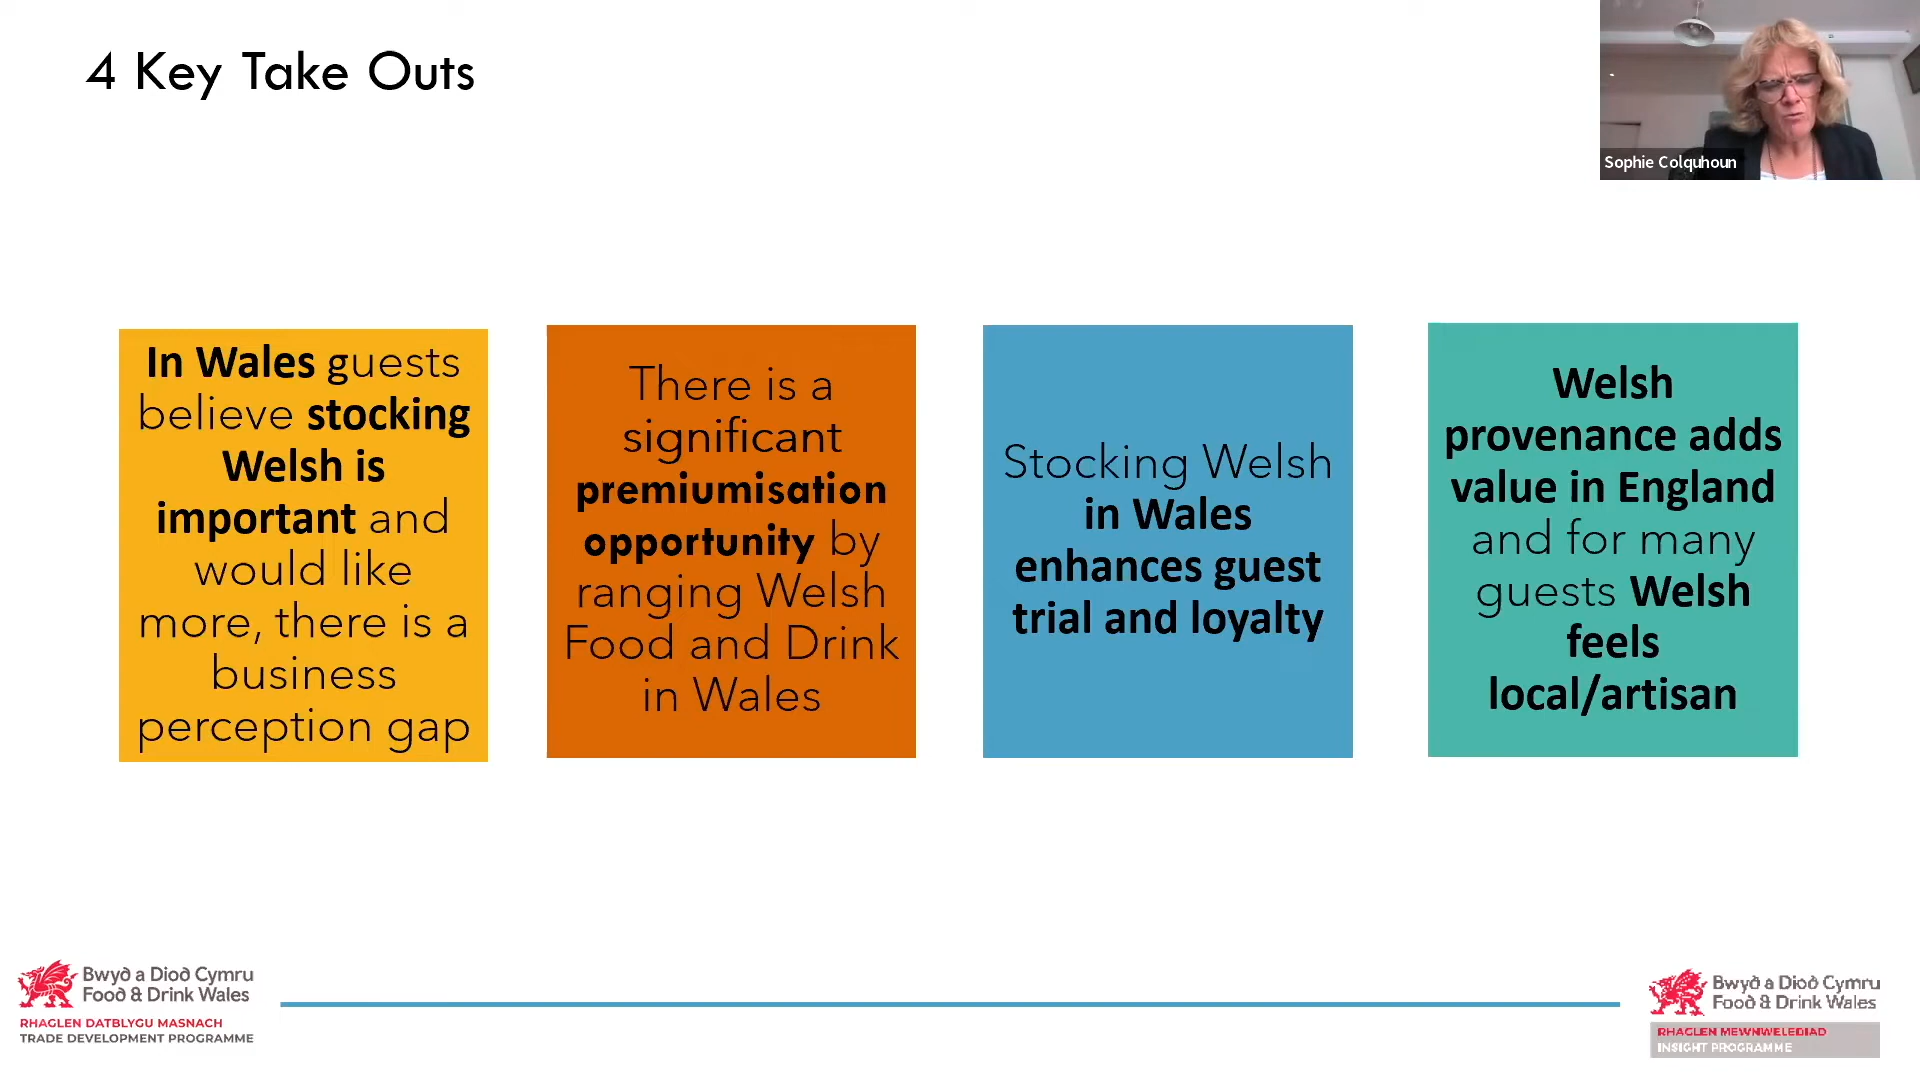 4 Key Take Outs
Sophie Colquhoun
In Wales guests
believe stocking
Welsh is
important and
would like
more, there is a
business
perception gap
There is a
significant
premiumisation
opportunity by
ranging Welsh
Food and Drink
in Wales
Stocking Welsh
in Wales
enhances guest
trial and loyalty
Welsh
provenance adds
value in England
and for many
guests Welsh
feels
local/artisan
Bwyd a Diod Cymru
Food & Drink Wales
RHAGLEN DATBLYGU MASNACH
TRADE DEVELOPMENT PROGRAMME
Bwyd a Diod Cymru
Food & Drink Wales
RHAGLEN MEWNWELEDIAD
INSIGHT PROGRAMME